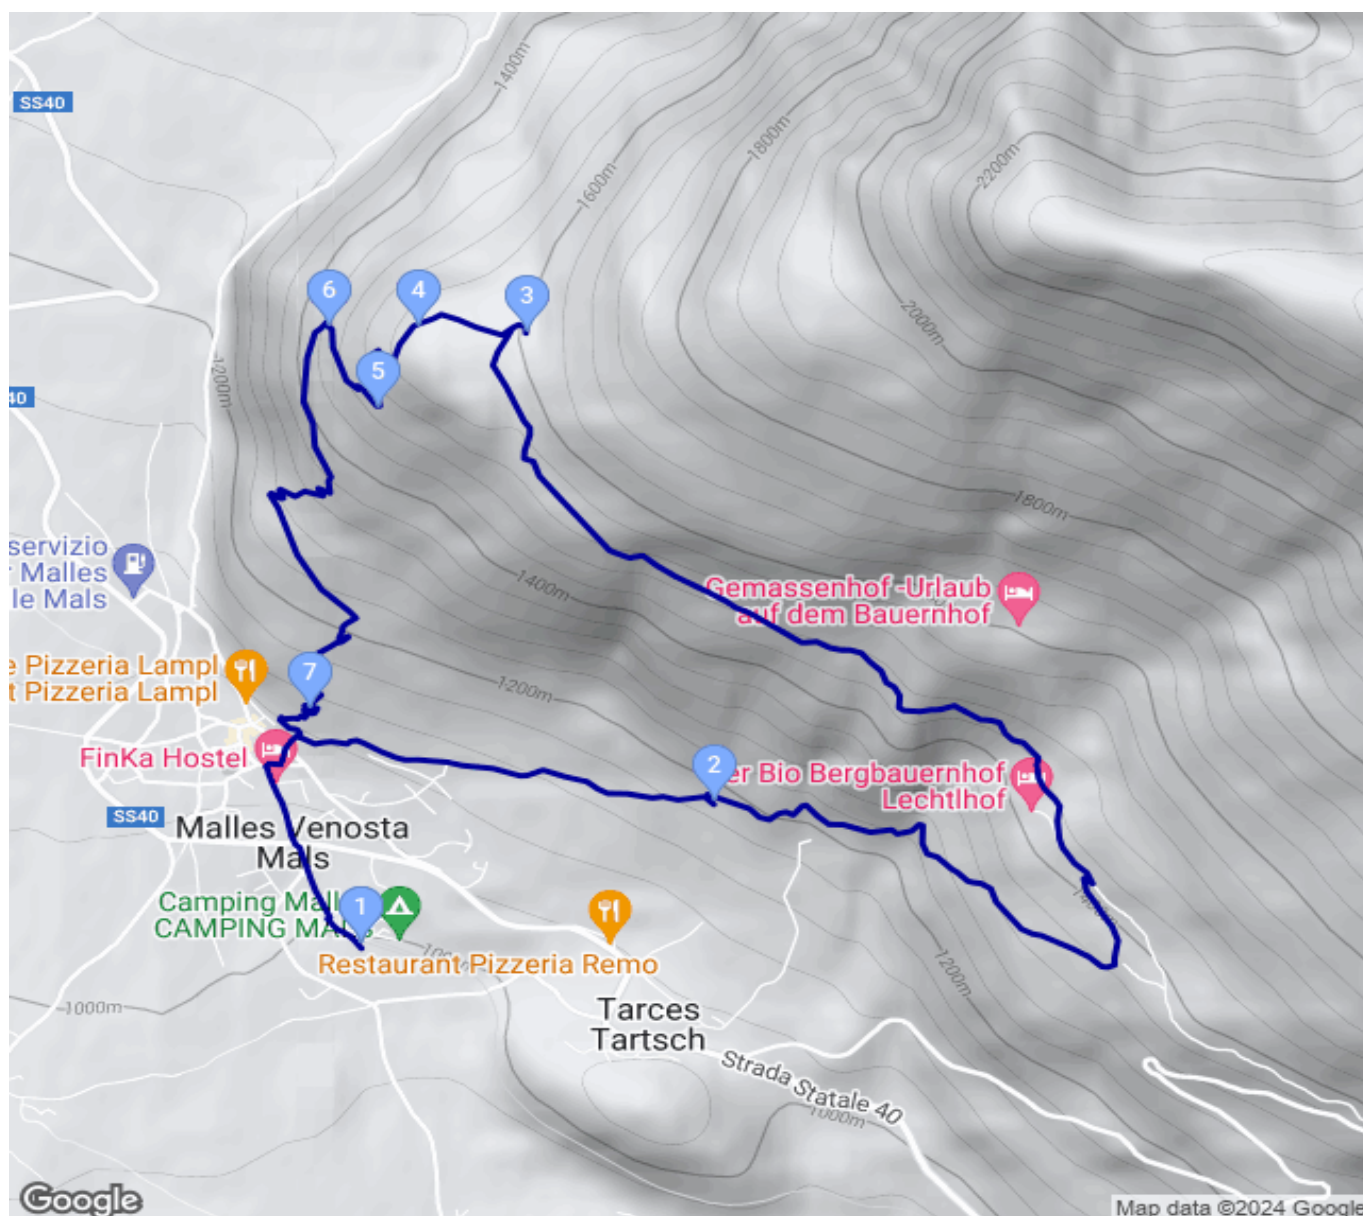 1400m
SS40
1800m
2200m
1600m
6
4
3
2000m
5
1200m
40
1800m
servizio
Malles
le Mals
1400m
Gemassenhof -Urlaub
auf dem Bauernhof
e Pizzeria Lampl
t Pizzeria Lampl
7
1200m
FinKa Hostel
2
er Bio Bergbauernhof
Lechtlhof
SS40
Malles Venosta
Mals
Camping Mall
CAMPING MA
1
1200m
Restaurant Pizzeria Remo
1000m
Tarces
Tartsch
Strada Statale 40
1000m
Google
Map data ©2024 Google